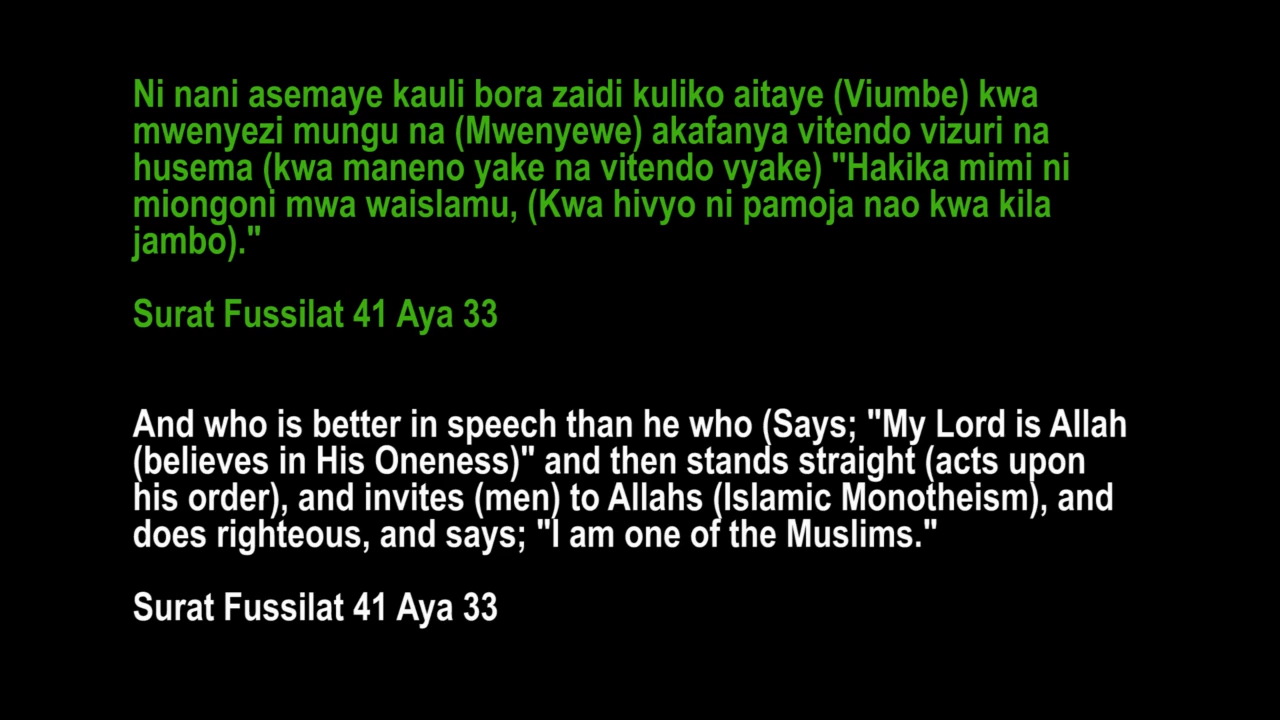 Ni nani asemaye kauli bora zaidi kuliko aitaye (Viumbe) kwa
mwenyezi mungu na (Mwenyewe) akafanya vitendo vizuri na
husema (kwa maneno yake na vitendo vyake) "Hakika mimi ni
miongoni mwa waislamu, (Kwa hivyo ni pamoja nao kwa kila
jambo)."
Surat Fussilat 41 Aya 33
And who is better in speech than he who (Says; "My Lord is Allah
(believes in His Oneness)" and then stands straight (acts upon
his order), and invites (men) to Allahs (Islamic Monotheism), and
does righteous, and says; "I am one of the Muslims."
Surat Fussilat 41 Aya 33